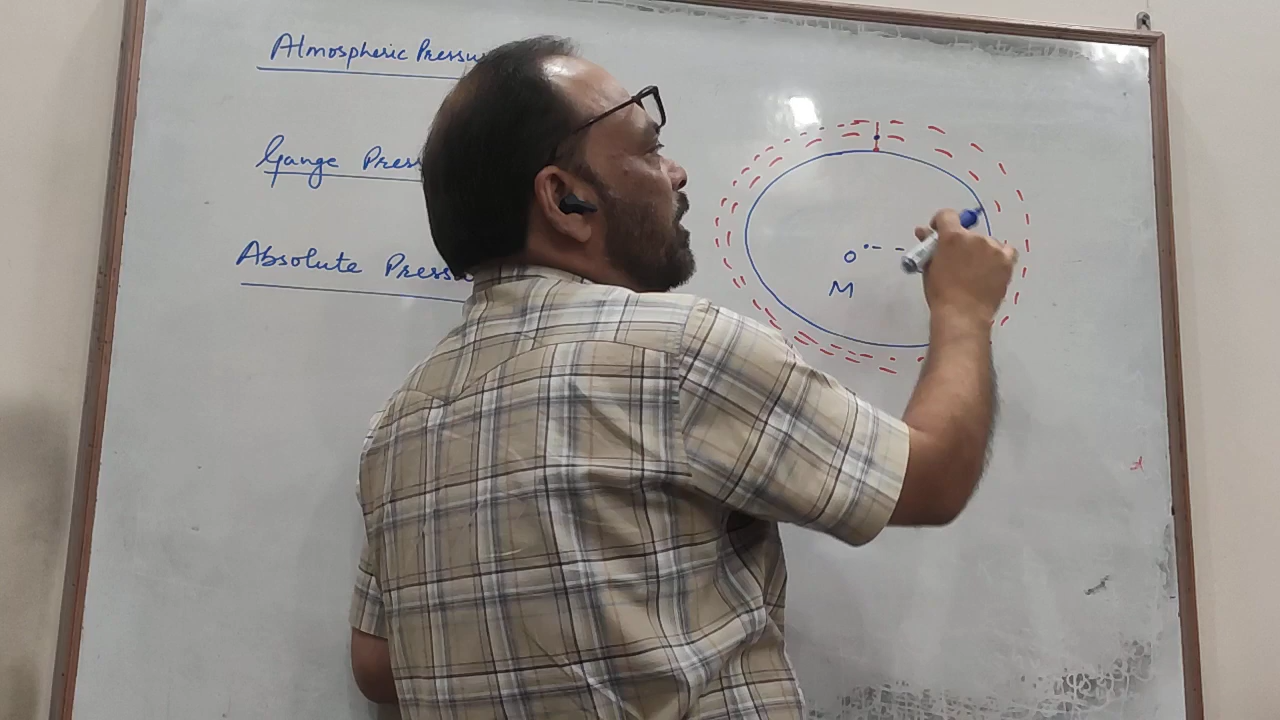 Atmospheric Pressu
Gauge Press
Absolute Press
O
M